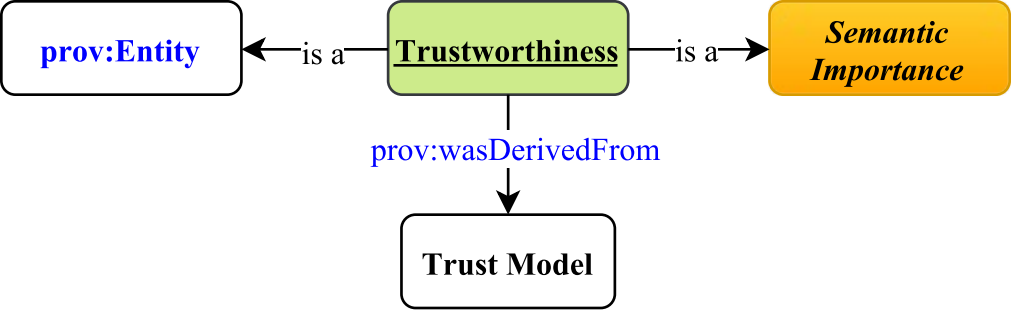 prov:Entity
is a
Trustworthiness
is a
Semantic
Importance
prov:wasDerivedFrom
Trust Model